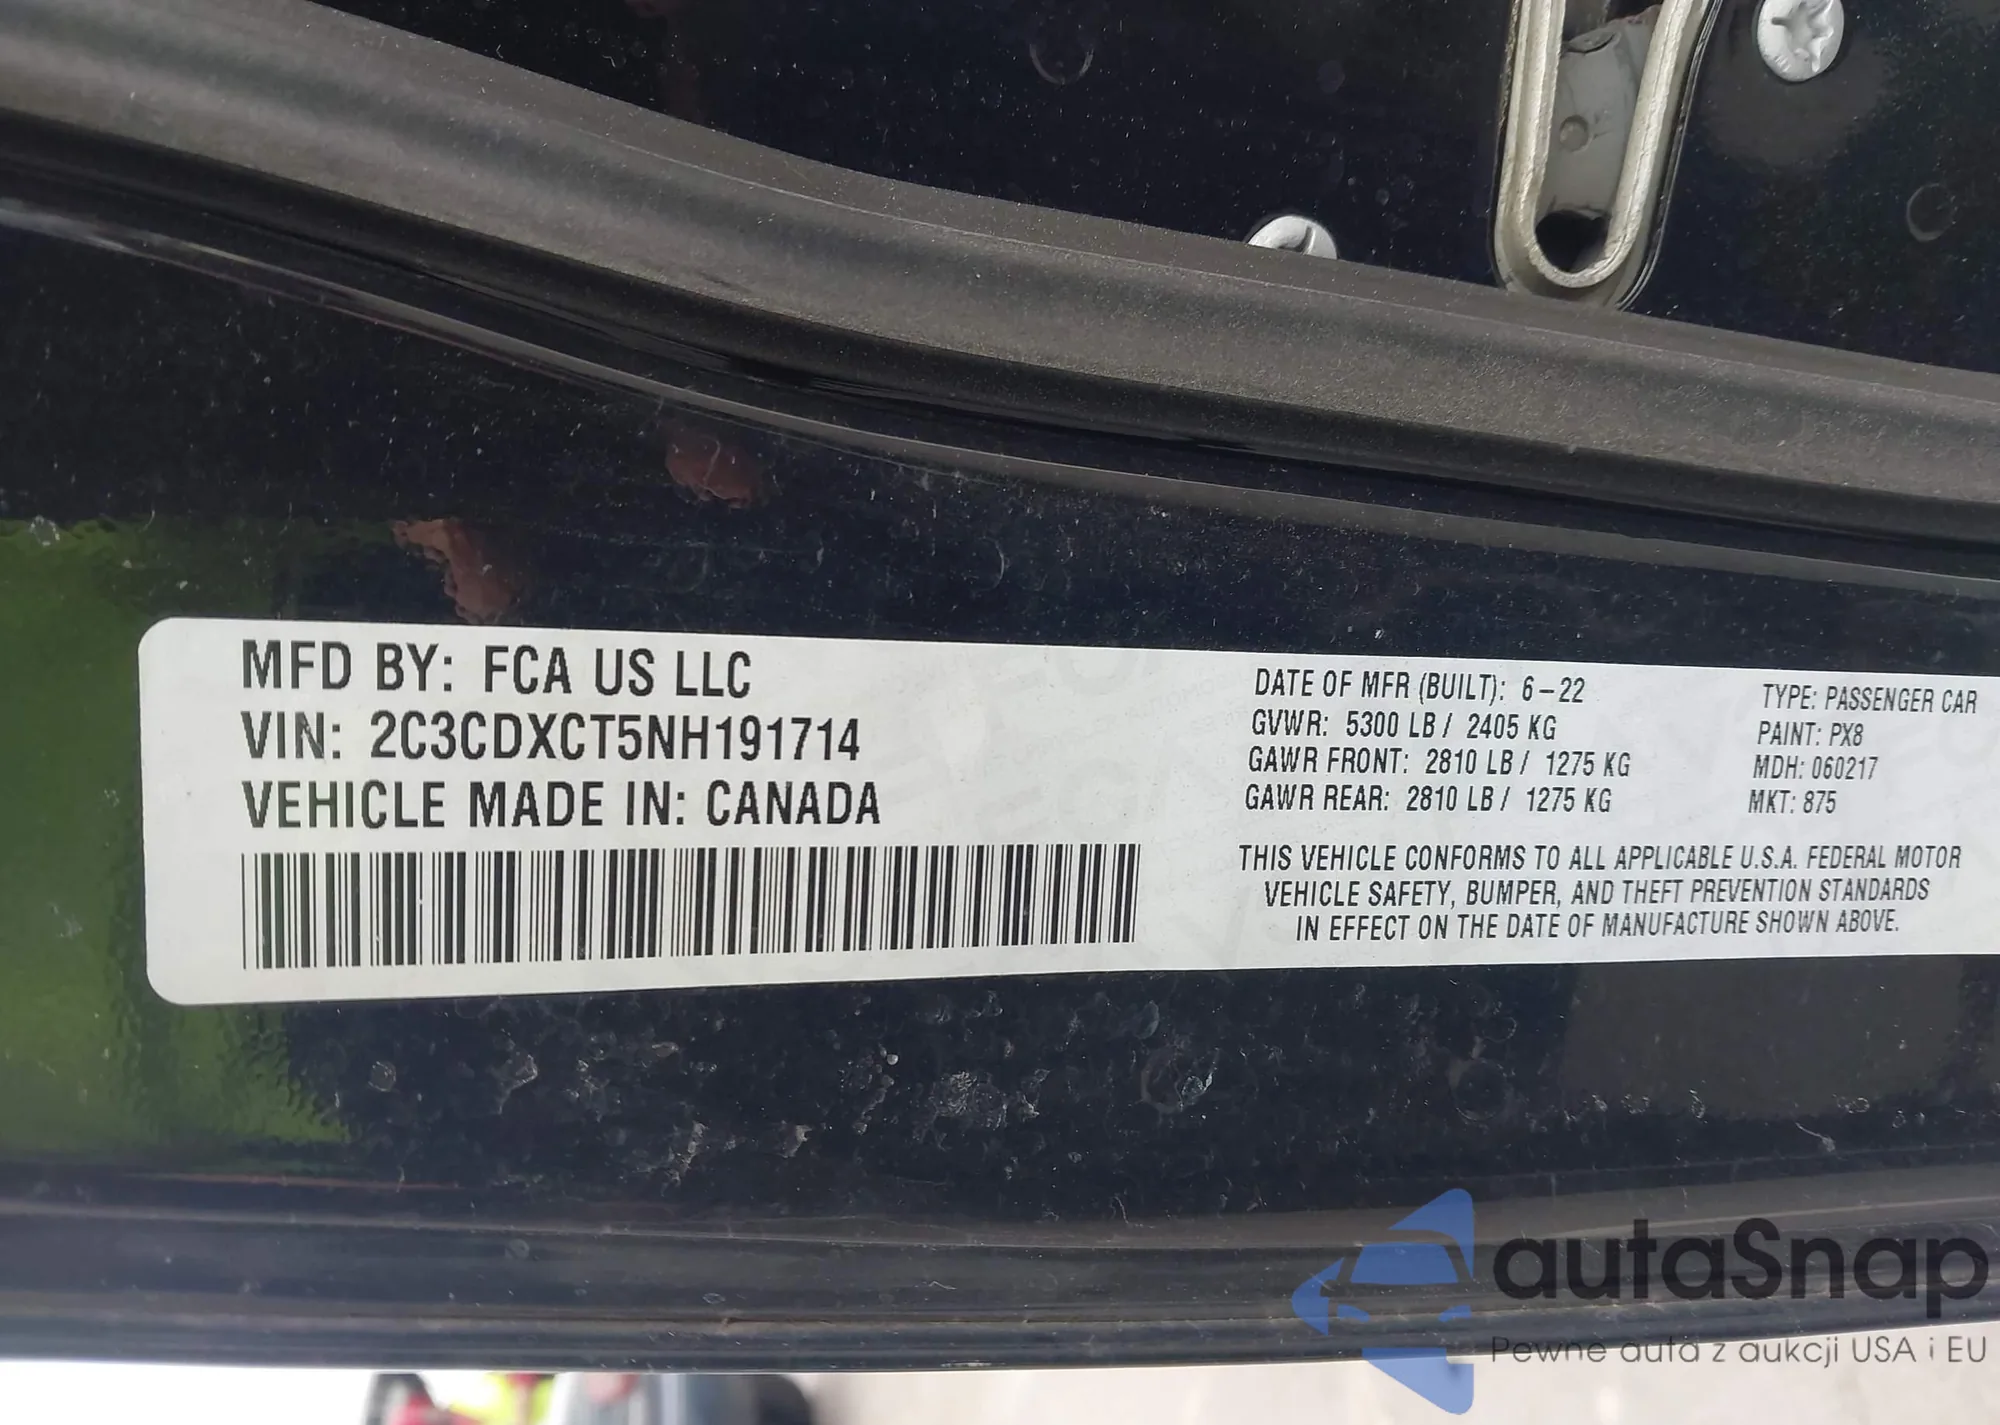 MFD BY: FCA US LLC
VIN: 2C3CDXCT5NH191714
VEHICLE MADE IN: CANADA
DATE OF MFR (BUILT): 6-22
GVWR: 5300 LB / 2405 KG
GAWR FRONT: 2810 LB / 1275 KG
GAWR REAR: 2810 LB / 1275 KG
TYPE: PASSENGER CAR
PAINT: PX8
MDH: 060217
MKT: 875
THIS VEHICLE CONFORMS TO ALL APPLICABLE U.S.A. FEDERAL MOTOR
VEHICLE SAFETY, BUMPER, AND THEFT PREVENTION STANDARDS
IN EFFECT ON THE DATE OF MANUFACTURE SHOWN ABOVE.
autaSnap
Pewne auta z aukcji USA i EU